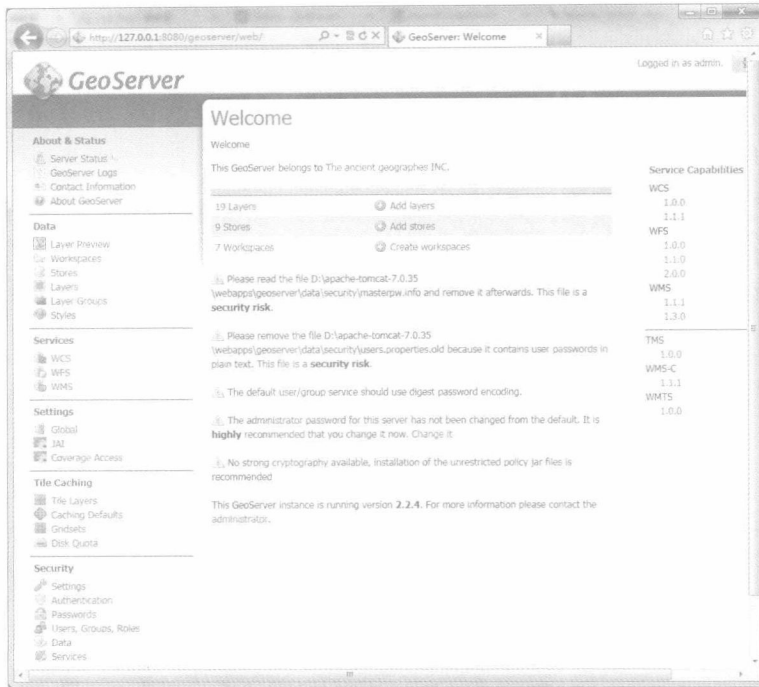 http://127.0.0.1:8080/geoserver/web/
GeoServer: Welcome
GeoServer
Logged in as admin.
Welcome
Welcome
This GeoServer belongs to The ancient geographes INC.
19 Layers
Add layers
9 Stores
Add stores
7 Workspaces
Create workspaces
Please read the file D:\apache-tomcat-7.0.35
\webapps\geoserver\data\security\masterpw.info and remove it afterwards. This file is a
security risk.
Please remove the file D:\apache-tomcat-7.0.35
\webapps\geoserver\data\security\users.properties.old because it contains user passwords in
plain text. This file is a security risk.
The default user/group service should use digest password encoding.
The administrator password for this server has not been changed from the default. It is
highly recommended that you change it now. Change it
No strong cryptography available, installation of the unrestricted policy jar files is
recommended
This GeoServer instance is running version 2.2.4. For more information please contact the
administrator.
About & Status
Server Status
GeoServer Logs
Contact Information
About GeoServer
Data
Layer Preview
Workspaces
Stores
Layers
Layer Groups
Styles
Services
WCS
WFS
WMS
Settings
Global
JAI
Coverage Access
Tile Caching
Tile Layers
Caching Defaults
Gridsets
Disk Quota
Security
Settings
Authentication
Passwords
Users, Groups, Roles
Data
Services
Service Capabilities
WCS
1.0.0
1.1.1
WFS
1.0.0
1.1.0
2.0.0
WMS
1.1.1
1.3.0
TMS
1.0.0
WMS-C
1.1.1
WMTS
1.0.0